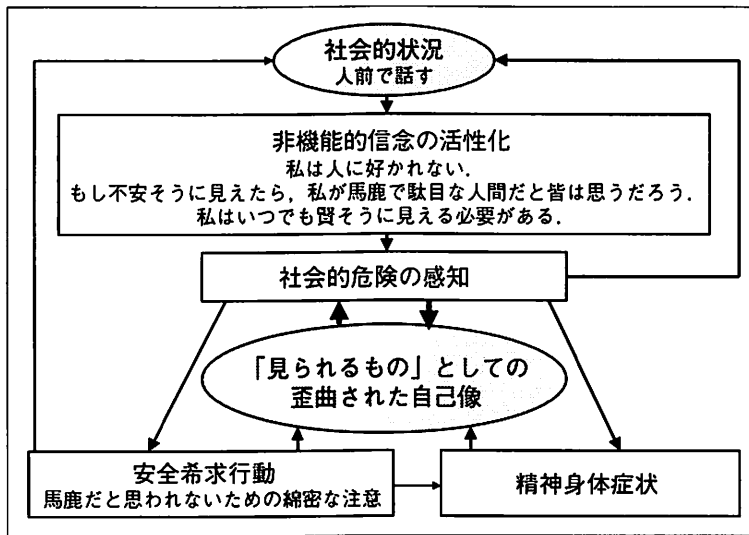 社会的状況
人前で話す
非機能的信念の活性化
私は人に好かれない.
もし不安そうに見えたら,私が馬鹿で駄目な人間だと皆は思うだろう.
私はいつでも賢そうに見える必要がある.
社会的危険の感知
「見られるもの」としての
歪曲された自己像
安全希求行動
馬鹿だと思われないための綿密な注意
精神身体症状